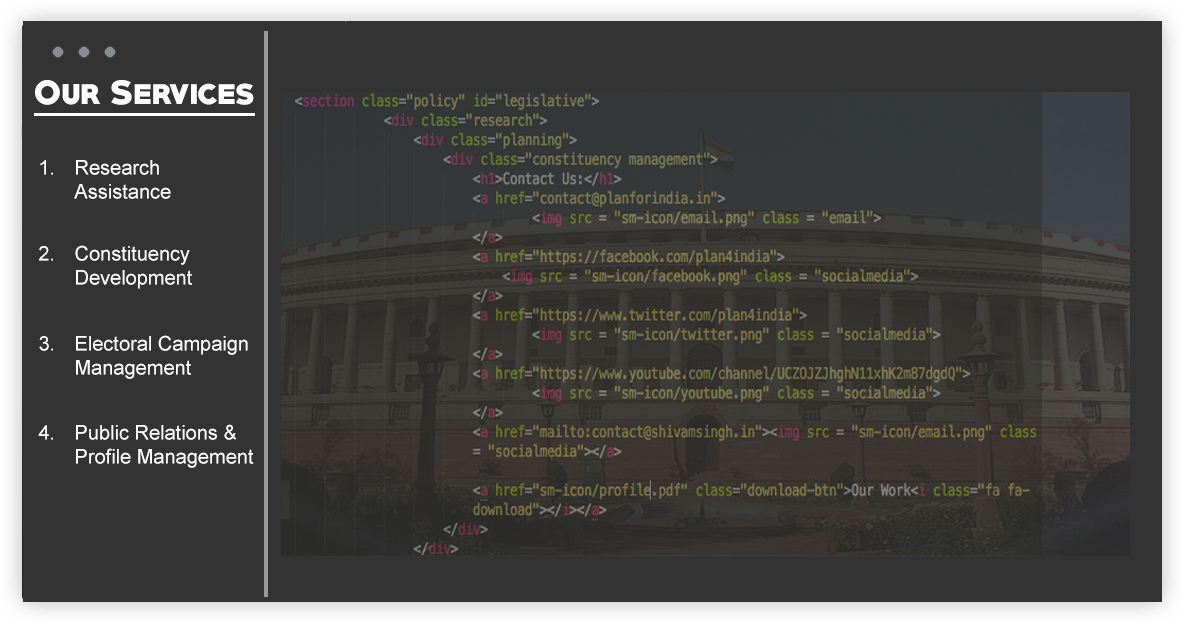 OUR SERVICES
1. Research
Assistance
2. Constituency
Development
3. Electoral Campaign
Management
4. Public Relations &
Profile Management
<section class="policy" id="legislative">
<div class="research">
<div class="planning">
<div class="constituency management">
<h1>Contact Us:</h1>
<a href="contact@planforindia.in">
<img src = "sm-icon/email.png" class = "email">
</a>
<a href="https://facebook.com/plan4india">
<img src = "sm-icon/facebook.png" class = "socialmedia">
</a>
<a href="https://www.twitter.com/plan4india">
<img src = "sm-icon/twitter.png" class = "socialmedia">
</a>
<a href="https://www.youtube.com/channel/UCZOJZJhghN11xhK2m87dgdQ">
<img src = "sm-icon/youtube.png" class = "socialmedia">
</a>
<a href="mailto:contact@shivamsingh.in"><img src = "sm-icon/email.png" class
= "socialmedia"></a>
<a href="sm-icon/profile.pdf" class="download-btn">Our Work<i class="fa fa-
download"></i></a>
</div>
</div>